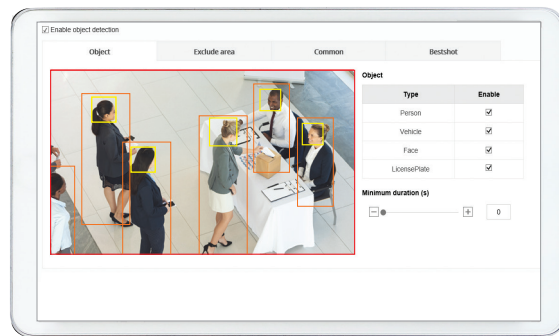 Enable object detection
Object Exclude area Common Bestshot
Object
Type Enable
Person
Vehicle
Face
LicensePlate
Minimum duration (s)
0